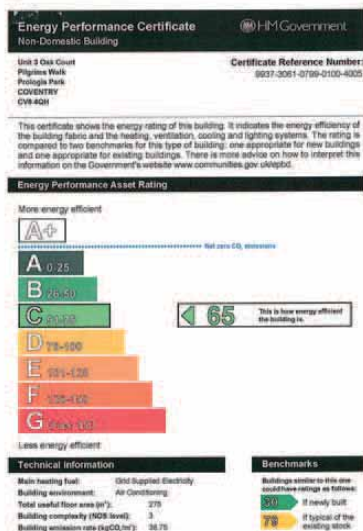 Energy Performance Certificate
HM Government
Non-Domestic Building
Unit 3 Oak Court
Pilgrims Walk
Prologis Park
COVENTRY
CV6 4QH
Certificate Reference Number:
9937-3061-0799-0100-4005
This certificate shows the energy rating of this building. It indicates the energy efficiency of
the building fabric and the heating, ventilation, cooling and lighting systems. The rating is
compared to two benchmarks for this type of building: one appropriate for new buildings
and one appropriate for existing buildings. There is more advice on how to interpret this
information on the Government's website www.communities.gov.uk/epbd.
Energy Performance Asset Rating
More energy efficient
A+
Net zero CO₂ emissions
A 0-25
B 26-50
C 51-75
65
This is how energy efficient
the building is.
D 76-100
E 101-125
F 126-150
G Over 150
Less energy efficient
Technical Information
Main heating fuel: Grid Supplied Electricity
Building environment: Air Conditioning
Total useful floor area (m²): 275
Building complexity (NOS level): 3
Building emission rate (kgCO₂/m²): 38.75
Benchmarks
Buildings similar to this one
could have ratings as follows:
If newly built
79
If typical of the
existing stock